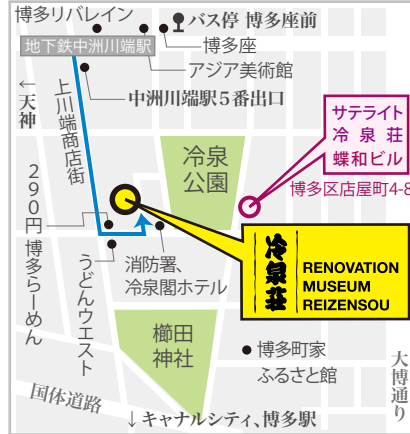 博多リバレイン
バス停 博多座前
地下鉄中洲川端駅
博多座
アジア美術館
中洲川端駅5番出口
←天神
上川端商店街
サテライト
冷泉荘
蝶和ビル
博多区店屋町4-8
冷泉
公園
290円 博多らーめん
うどんウエスト
消防署、
冷泉閣ホテル
冷泉荘
RENOVATION
MUSEUM
REIZENSOU
櫛田
神社
博多町家
ふるさと館
大博通り
国体道路
↓キャナルシティ、博多駅